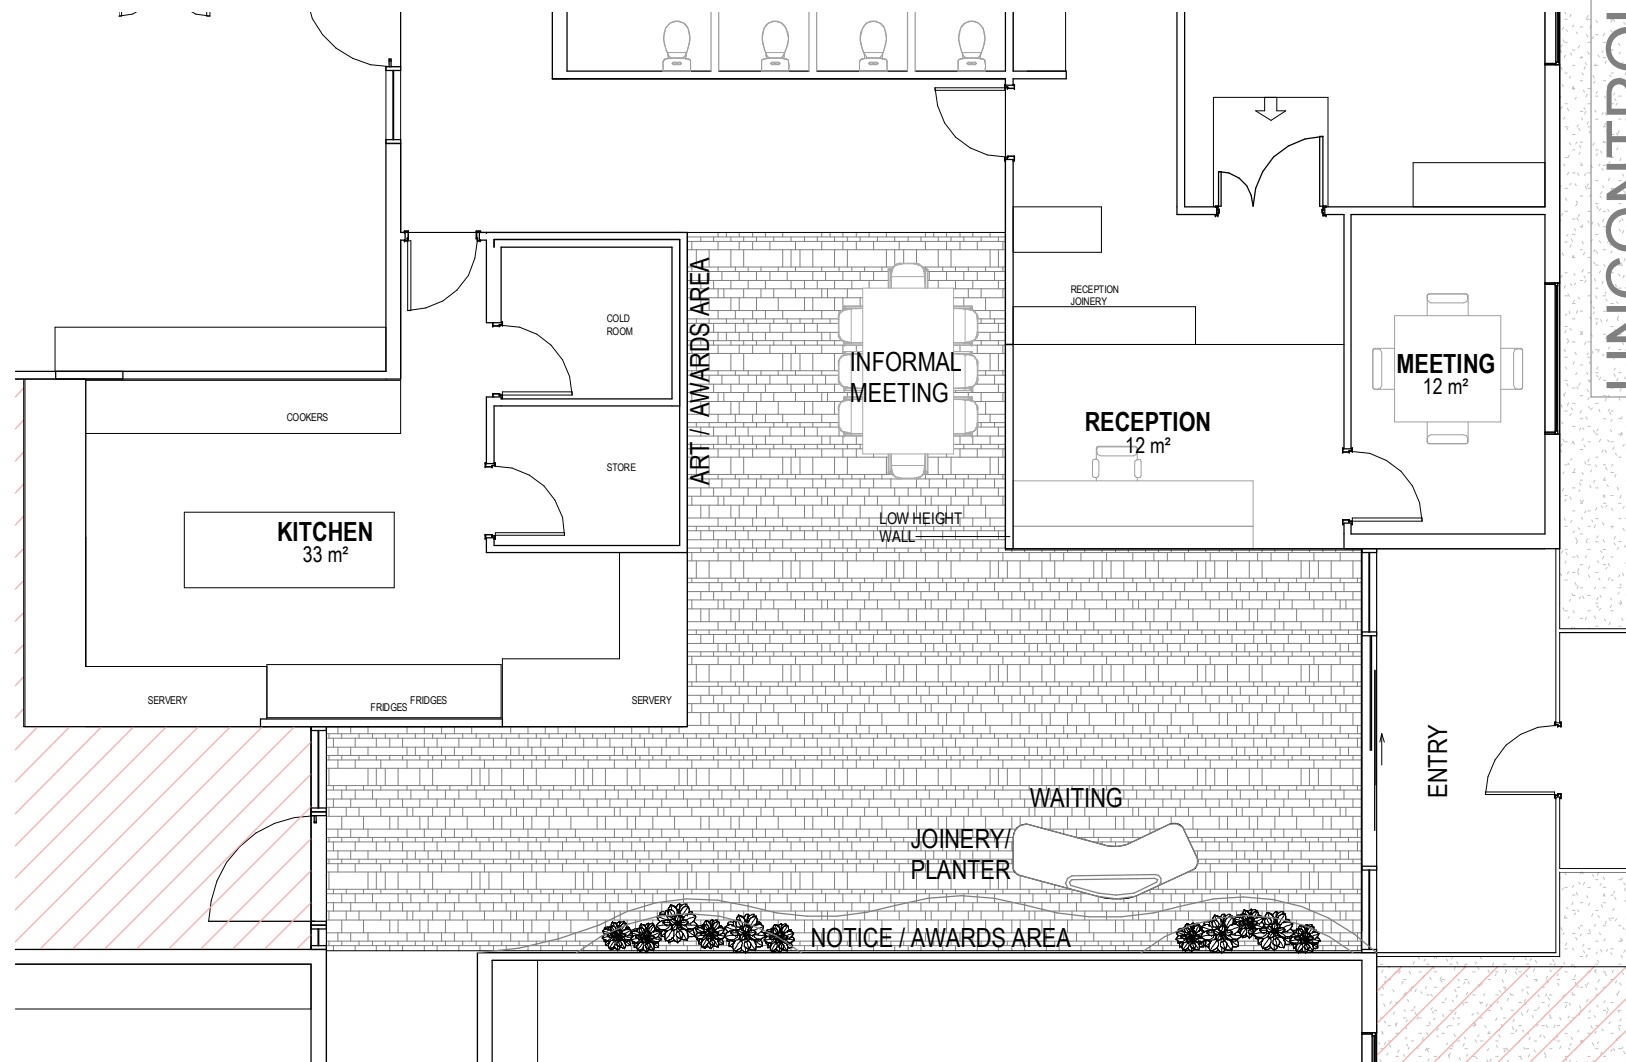 RECEPTION
JOINERY
COLD
ROOM
ART / AWARDS AREA
INFORMAL
MEETING
MEETING
12 m²
COOKERS
RECEPTION
12 m²
STORE
LOW HEIGHT
WALL
KITCHEN
33 m²
SERVERY
FRIDGES
FRIDGES
SERVERY
ENTRY
WAITING
JOINERY/
PLANTER
NOTICE / AWARDS AREA